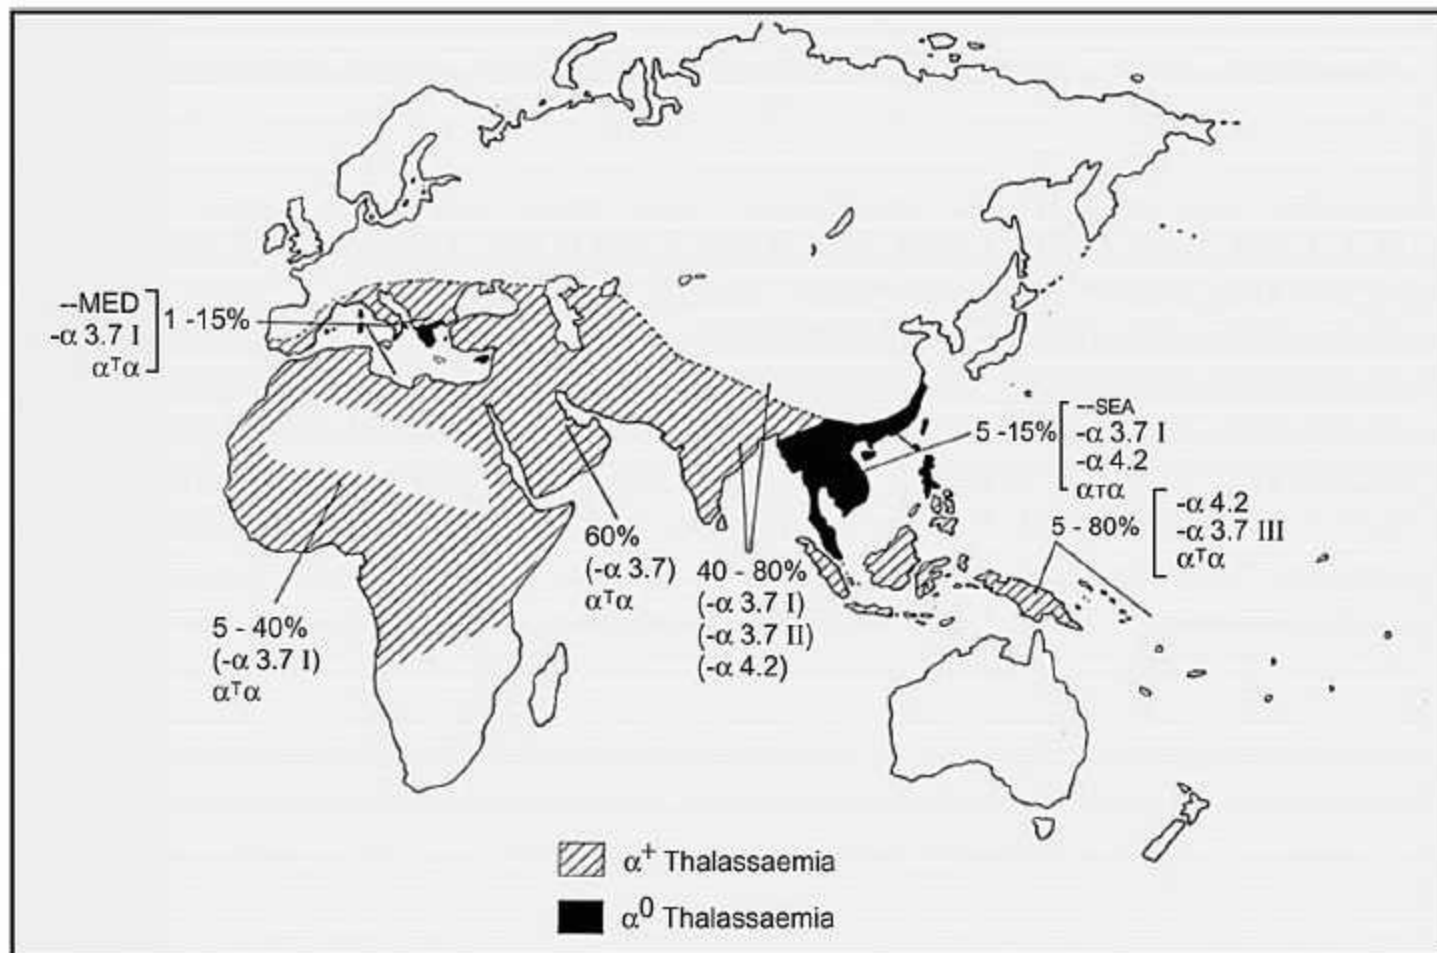 --MED
-α 3.7 I
αᵀα
1 -15%
5 - 40%
(-α 3.7 I)
αᵀα
60%
(-α 3.7)
αᵀα
40 - 80%
(-α 3.7 I)
(-α 3.7 II)
(-α 4.2)
5 -15%
--SEA
-α 3.7 I
-α 4.2
αᴛα
5 - 80%
-α 4.2
-α 3.7 III
αᵀα
α⁺ Thalassaemia
α⁰ Thalassaemia